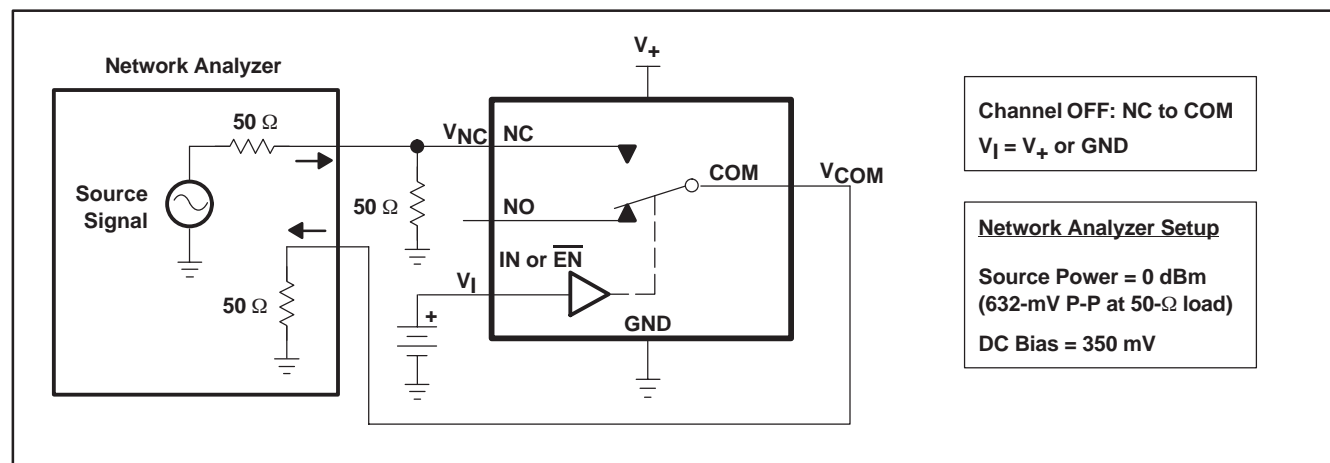 Network Analyzer
50 Ω
Source
Signal
50 Ω
50 Ω
V+
VNC
NC
NO
COM
VCOM
IN or E̅N̅
VI
+
GND
Channel OFF: NC to COM
VI = V+ or GND
Network Analyzer Setup
Source Power = 0 dBm
(632-mV P-P at 50-Ω load)
DC Bias = 350 mV